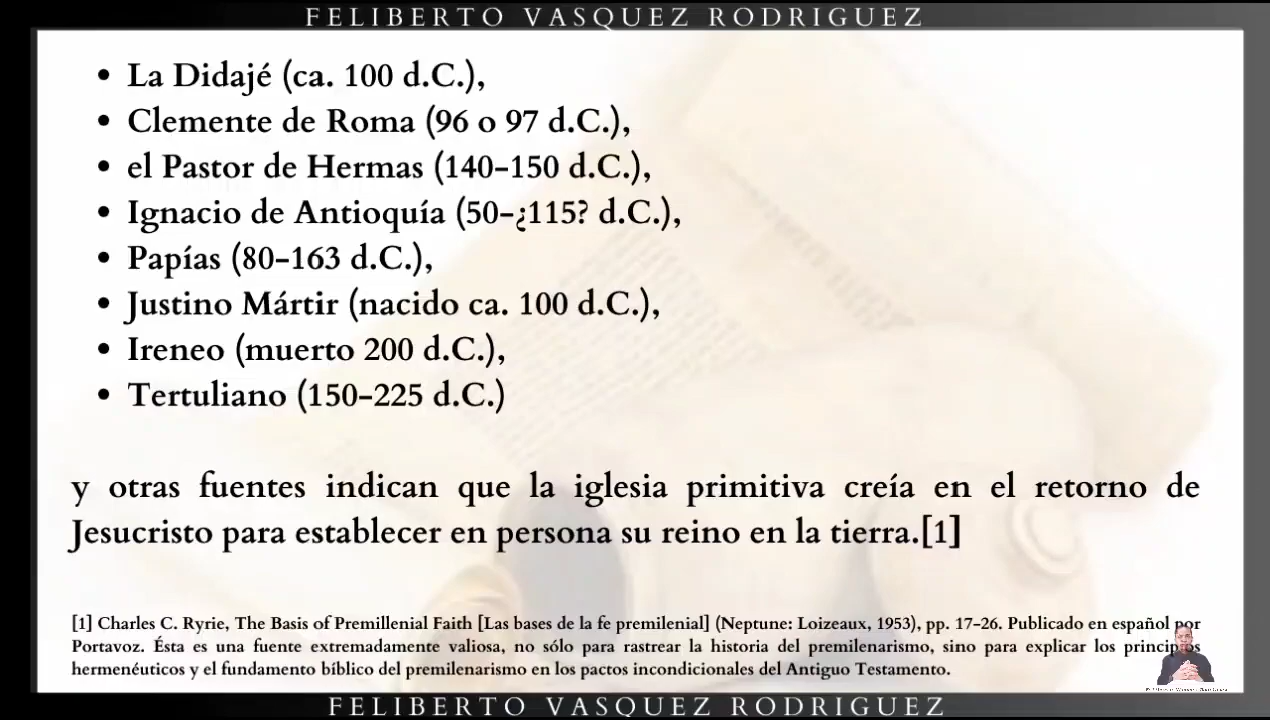 FELIBERTO VASQUEZ RODRIGUEZ
• La Didajé (ca. 100 d.C.),
• Clemente de Roma (96 o 97 d.C.),
• el Pastor de Hermas (140-150 d.C.),
• Ignacio de Antioquía (50-¿115? d.C.),
• Papías (80-163 d.C.),
• Justino Mártir (nacido ca. 100 d.C.),
• Ireneo (muerto 200 d.C.),
• Tertuliano (150-225 d.C.)
y otras fuentes indican que la iglesia primitiva creía en el retorno de
Jesucristo para establecer en persona su reino en la tierra.[1]
[1] Charles C. Ryrie, The Basis of Premillenial Faith [Las bases de la fe premilenial] (Neptune: Loizeaux, 1953), pp. 17-26. Publicado en español por
Portavoz. Ésta es una fuente extremadamente valiosa, no sólo para rastrear la historia del premilenarismo, sino para explicar los principios
hermenéuticos y el fundamento bíblico del premilenarismo en los pactos incondicionales del Antiguo Testamento.
FELIBERTO VASQUEZ RODRIGUEZ